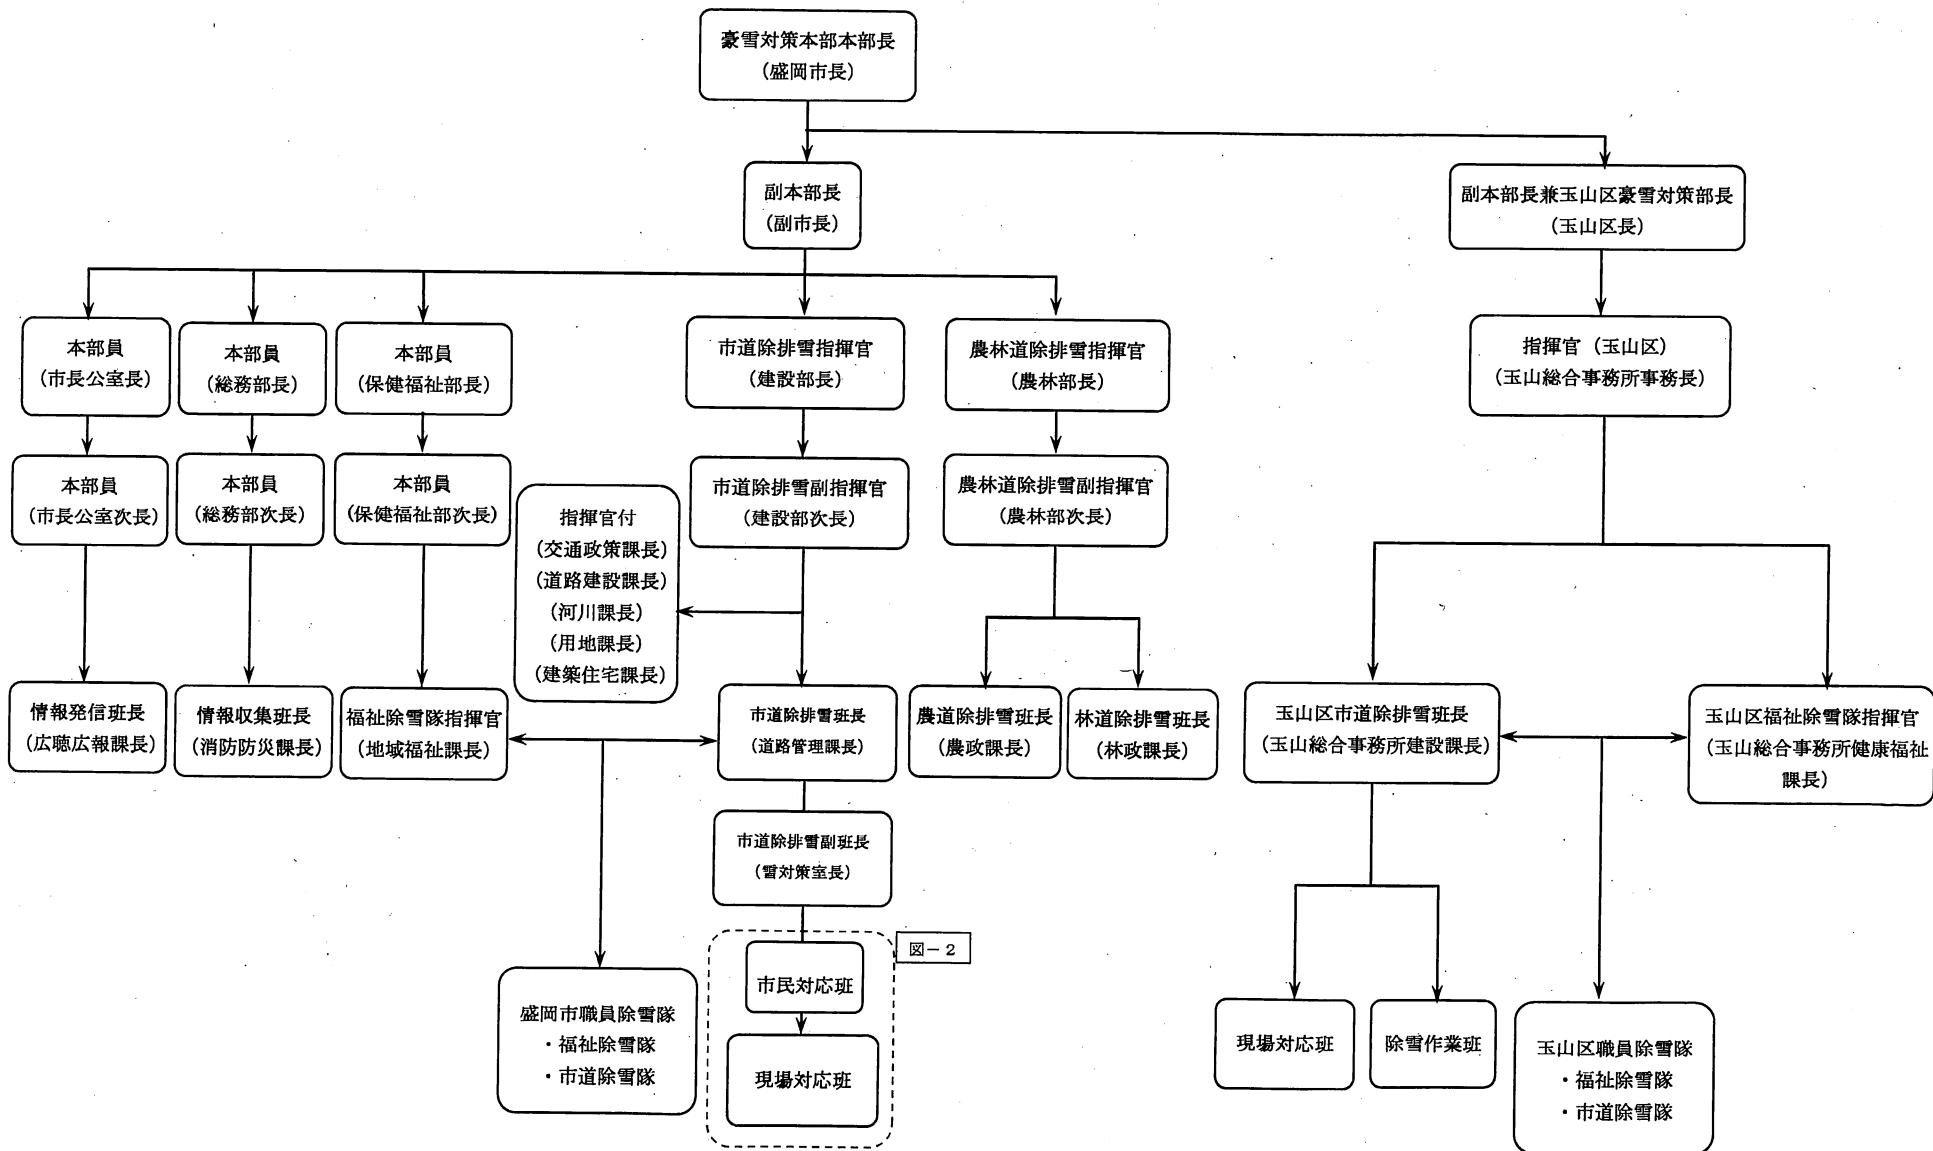 豪雪対策本部本部長
(盛岡市長)
副本部長
(副市長)
副本部長兼玉山区豪雪対策部長
(玉山区長)
本部員
(市長公室長)
本部員
(総務部長)
本部員
(保健福祉部長)
市道除排雪指揮官
(建設部長)
農林道除排雪指揮官
(農林部長)
指揮官（玉山区）
(玉山総合事務所事務長)
本部員
(市長公室次長)
本部員
(総務部次長)
本部員
(保健福祉部次長)
指揮官付
(交通政策課長)
(道路建設課長)
(河川課長)
(用地課長)
(建築住宅課長)
市道除排雪副指揮官
(建設部次長)
農林道除排雪副指揮官
(農林部次長)
情報発信班長
(広聴広報課長)
情報収集班長
(消防防災課長)
福祉除雪隊指揮官
(地域福祉課長)
市道除排雪班長
(道路管理課長)
農道除排雪班長
(農政課長)
林道除排雪班長
(林政課長)
玉山区市道除排雪班長
(玉山総合事務所建設課長)
玉山区福祉除雪隊指揮官
(玉山総合事務所健康福祉
課長)
市道除排雪副班長
(雪対策室長)
図－2
市民対応班
現場対応班
盛岡市職員除雪隊
・福祉除雪隊
・市道除雪隊
現場対応班
除雪作業班
玉山区職員除雪隊
・福祉除雪隊
・市道除雪隊